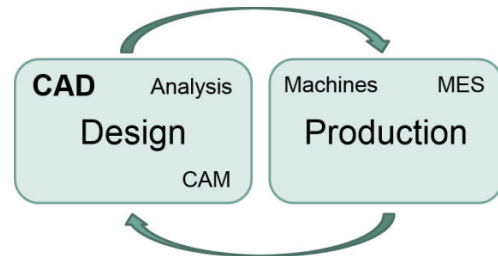 CAD Analysis
Design
CAM
Machines MES
Production